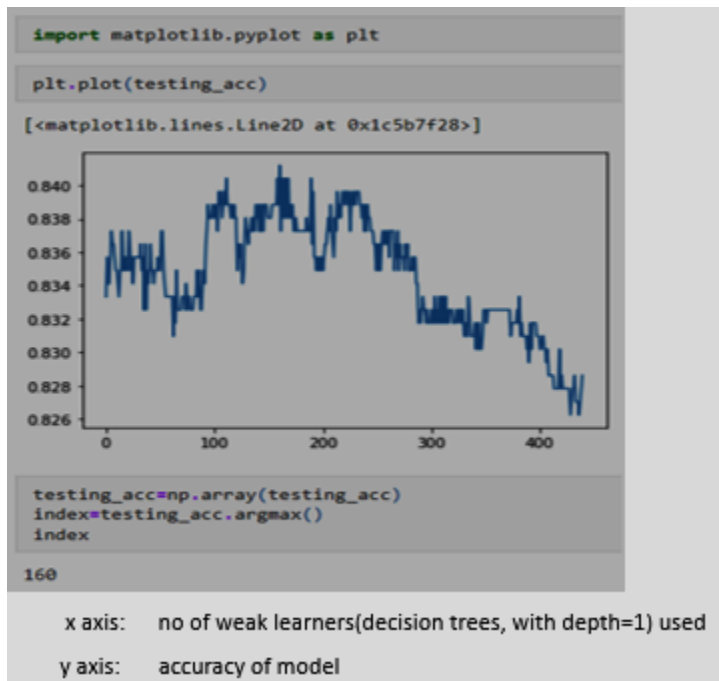 import matplotlib.pyplot as plt
plt.plot(testing_acc)
[<matplotlib.lines.Line2D at 0x1c5b7f28>]
0.840
0.838
0.836
0.834
0.832
0.830
0.828
0.826
0 100 200 300 400
testing_acc=np.array(testing_acc)
index=testing_acc.argmax()
index
160
x axis: no of weak learners(decision trees, with depth=1) used
y axis: accuracy of model